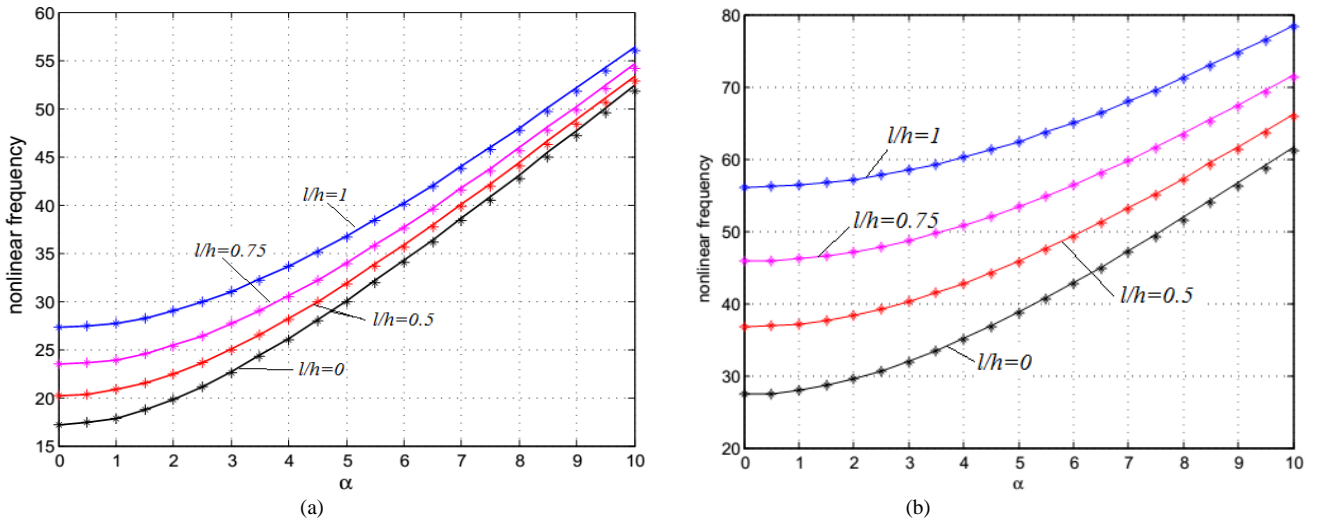 60
55
50
45
40
35
30
25
20
15
nonlinear frequency
l/h=1
l/h=0.75
l/h=0.5
l/h=0
0 1 2 3 4 5 6 7 8 9 10
α
(a)
80
70
60
50
40
30
20
nonlinear frequency
l/h=1
l/h=0.75
l/h=0.5
l/h=0
0 1 2 3 4 5 6 7 8 9 10
α
(b)